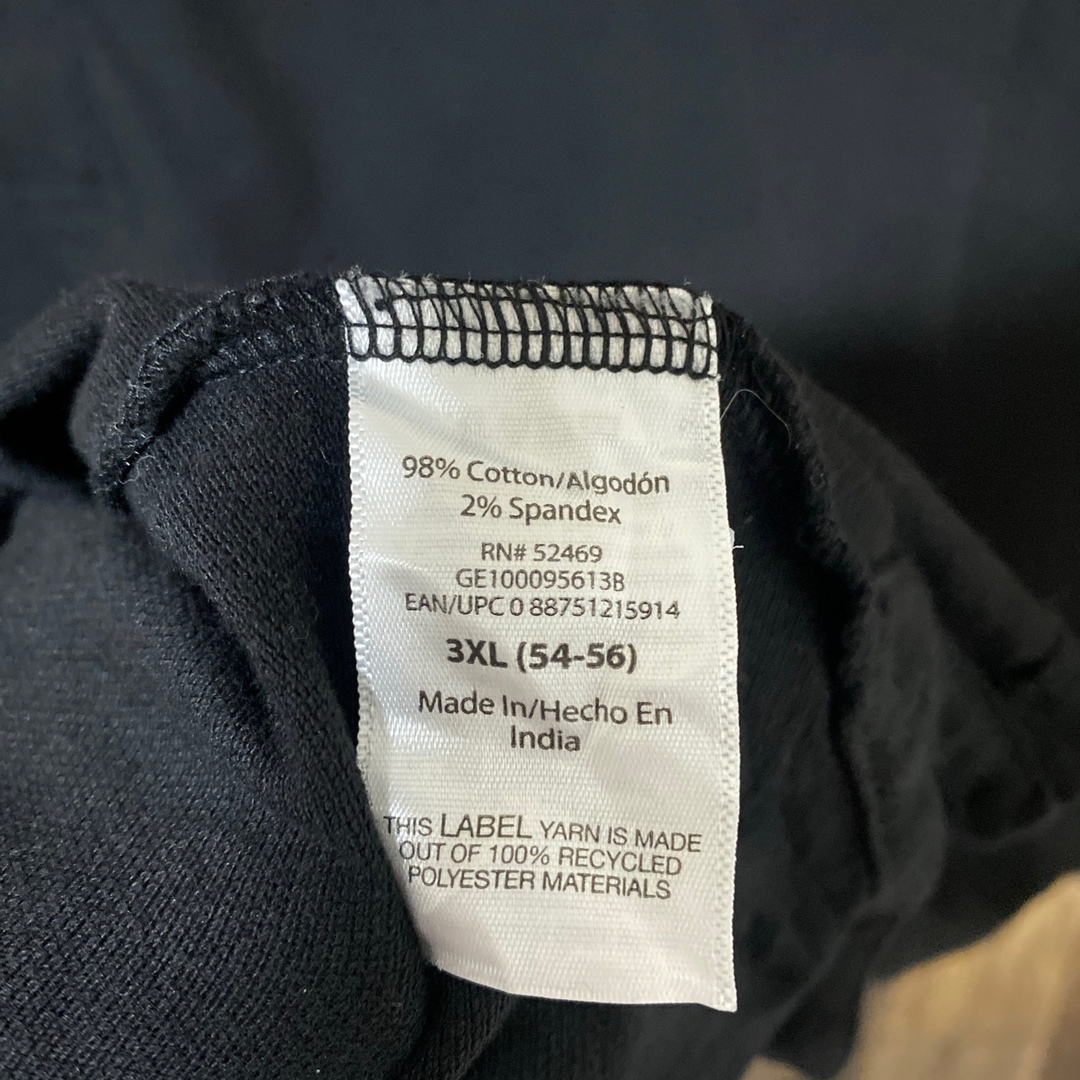 98% Cotton/Algodón
2% Spandex
RN# 52469
GE100095613B
EAN/UPC 0 88751215914
3XL (54-56)
Made In/Hecho En
India
THIS LABEL YARN IS MADE
OUT OF 100% RECYCLED
POLYESTER MATERIALS